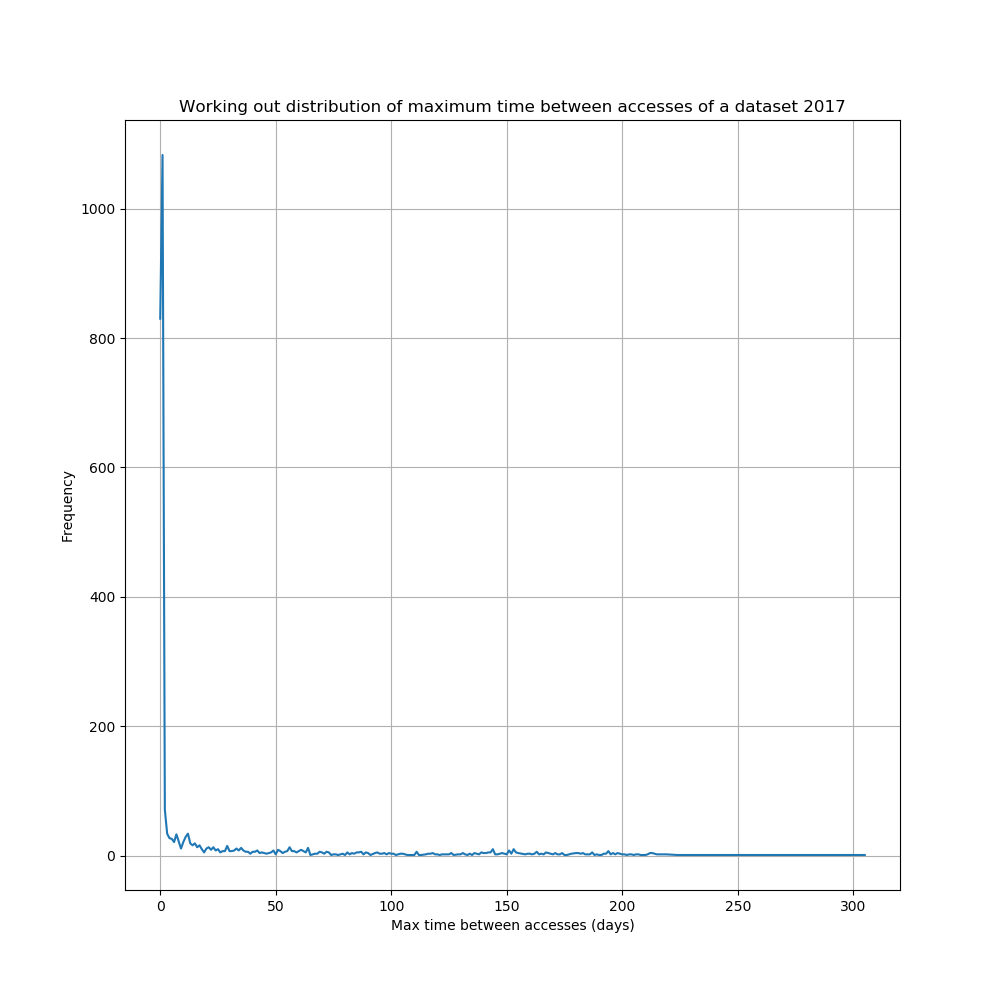 Working out distribution of maximum time between accesses of a dataset 2017
1000
800
600
400
200
0
Frequency
0 50 100 150 200 250 300
Max time between accesses (days)